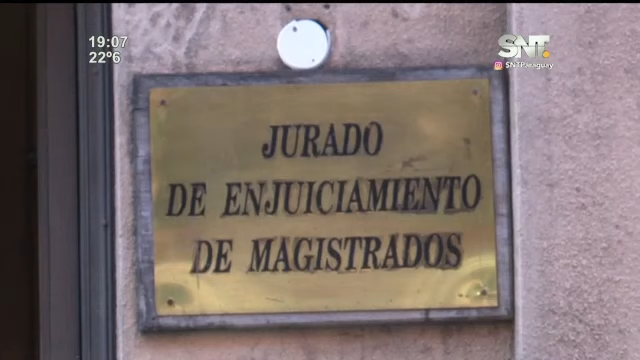 19:07
22°6
SNT.
SNTParaguay
JURADO
DE ENJUICIAMIENTO
DE MAGISTRADOS